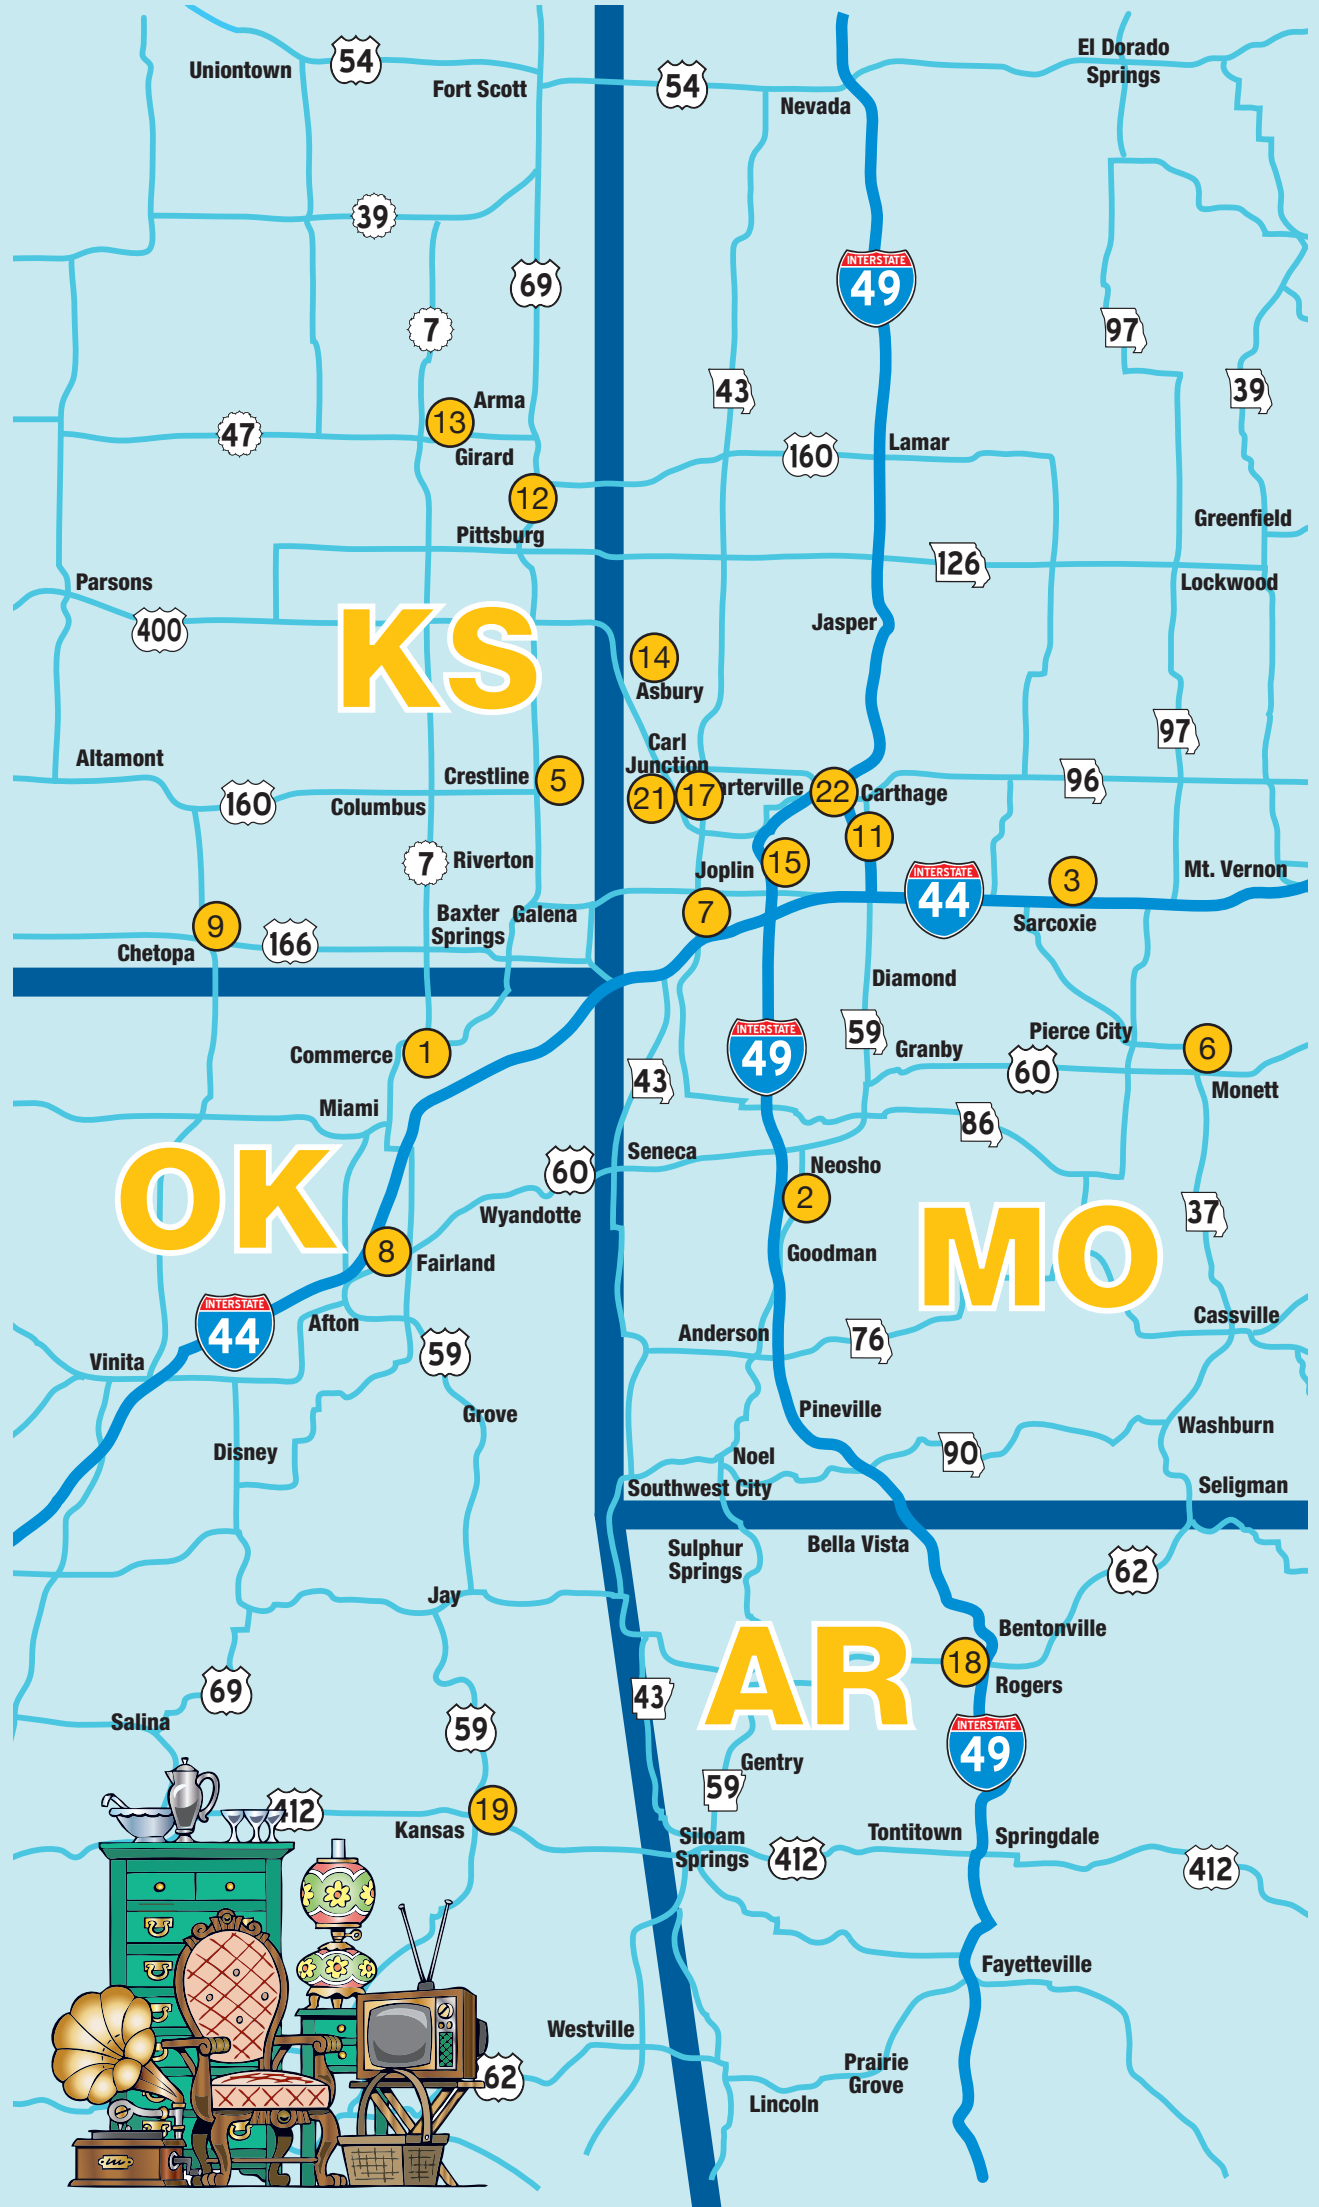 Uniontown
54
Fort Scott
54
Nevada
El Dorado
Springs
39
69
INTERSTATE
49
7
97
43
39
Arma
13
47
Girard
160
Lamar
12
Pittsburg
Greenfield
126
Parsons
Lockwood
400
KS
Jasper
14
Asbury
97
Carl
Junction
Altamont
Crestline
5
21
17
arterville
22
Carthage
96
160
Columbus
11
7
Riverton
Joplin
15
INTERSTATE
44
3
Mt. Vernon
9
Baxter
Springs
Galena
7
Sarcoxie
Chetopa
166
Diamond
INTERSTATE
49
59
Granby
Pierce City
6
Commerce
1
60
43
Monett
Miami
86
Seneca
60
Neosho
OK
2
MO
37
Wyandotte
8
Fairland
Goodman
INTERSTATE
44
Afton
Anderson
76
Cassville
59
Vinita
Grove
Pineville
Washburn
Disney
Noel
90
Southwest City
Seligman
Sulphur
Springs
Bella Vista
62
Jay
Bentonville
AR
18
Rogers
69
43
Salina
59
INTERSTATE
49
Gentry
59
412
19
Kansas
Siloam
Springs
412
Tontitown
Springdale
412
Fayetteville
Westville
62
Prairie
Grove
Lincoln